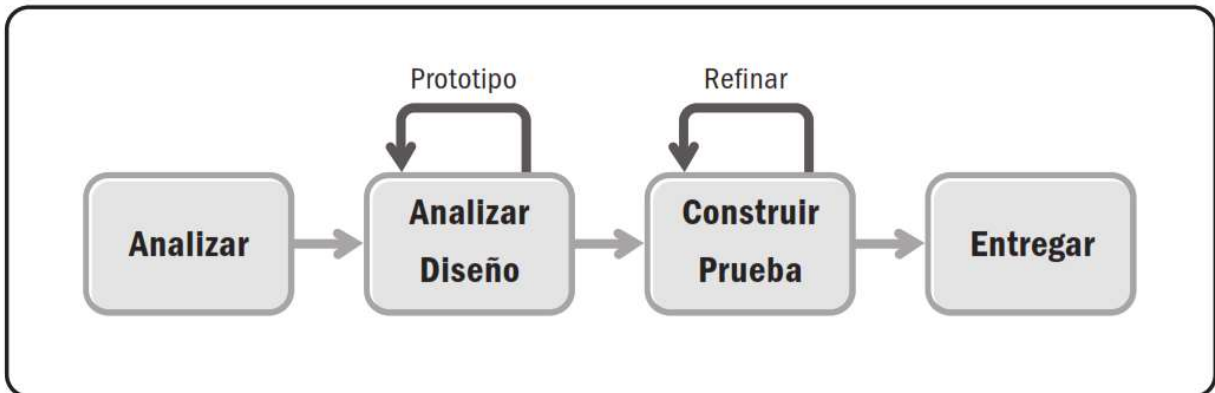 Prototipo
Refinar
Analizar
Analizar
Diseño
Construir
Prueba
Entregar